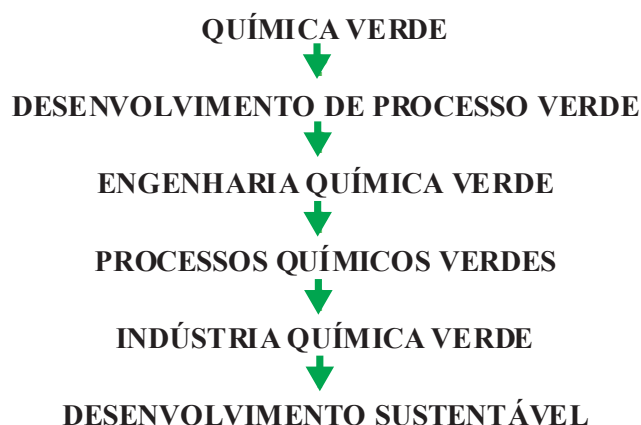 QUÍMICA VERDE
DESENVOLVIMENTO DE PROCESSO VERDE
ENGENHARIA QUÍMICA VERDE
PROCESSOS QUÍMICOS VERDES
INDÚSTRIA QUÍMICA VERDE
DESENVOLVIMENTO SUSTENTÁVEL